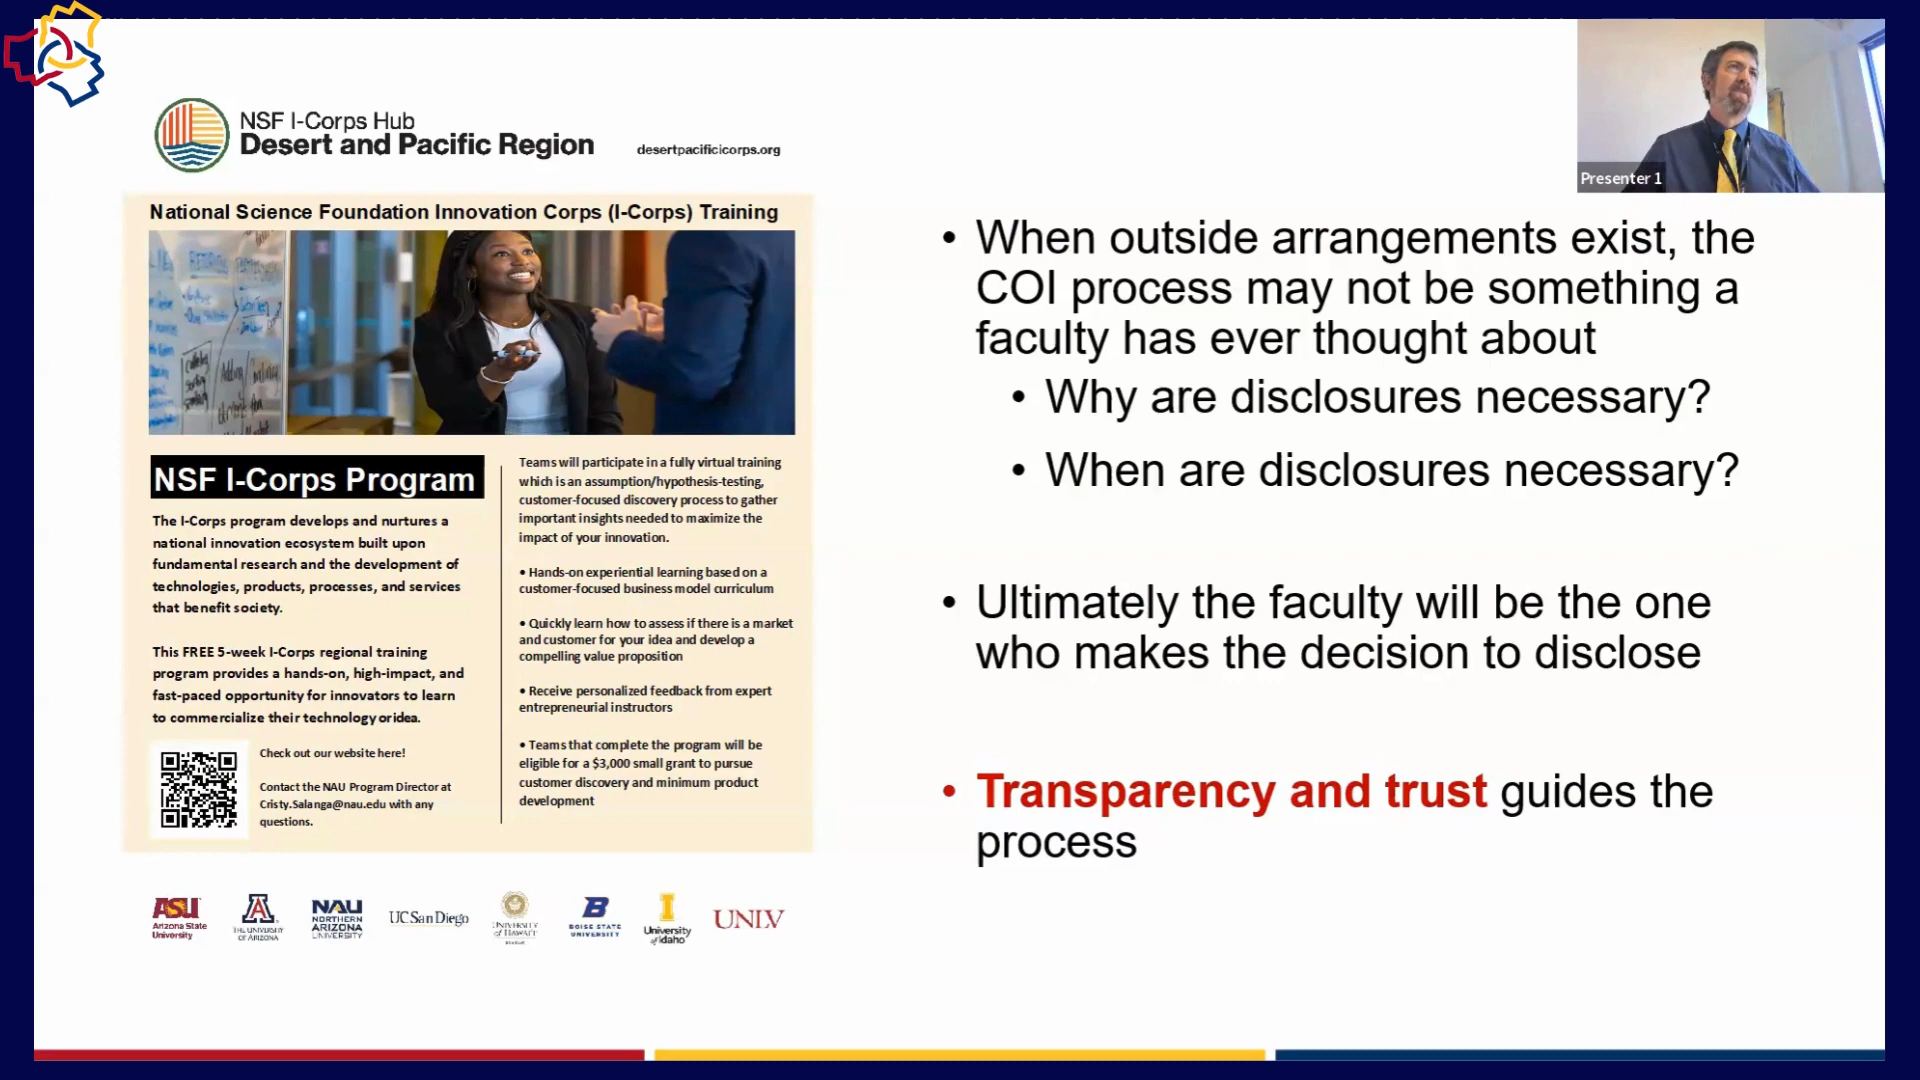 NSF I-Corps Hub
Desert and Pacific Region
desertpacificicorps.org
National Science Foundation Innovation Corps (I-Corps) Training
NSF I-Corps Program
The I-Corps program develops and nurtures a
national innovation ecosystem built upon
fundamental research and the development of
technologies, products, processes, and services
that benefit society.
This FREE 5-week I-Corps regional training
program provides a hands-on, high-impact, and
fast-paced opportunity for innovators to learn
to commercialize their technology or idea.
Check out our website here!
Contact the NAU Program Director at
Cristy.Salanga@nau.edu with any
questions.
Teams will participate in a fully virtual training
which is an assumption/hypothesis-testing,
customer-focused discovery process to gather
important insights needed to maximize the
impact of your innovation.
• Hands-on experiential learning based on a
customer-focused business model curriculum
• Quickly learn how to assess if there is a market
and customer for your idea and develop a
compelling value proposition
• Receive personalized feedback from expert
entrepreneurial instructors
• Teams that complete the program will be
eligible for a $3,000 small grant to pursue
customer discovery and minimum product
development
ASU
Arizona State
University
A
THE UNIVERSITY
OF ARIZONA
NAU
NORTHERN
ARIZONA
UNIVERSITY
UC San Diego
UNIVERSITY
of HAWAI'I
B
BOISE STATE
UNIVERSITY
I
University
of Idaho
UNLV
Presenter 1
• When outside arrangements exist, the
COI process may not be something a
faculty has ever thought about
• Why are disclosures necessary?
• When are disclosures necessary?
• Ultimately the faculty will be the one
who makes the decision to disclose
• Transparency and trust guides the
process